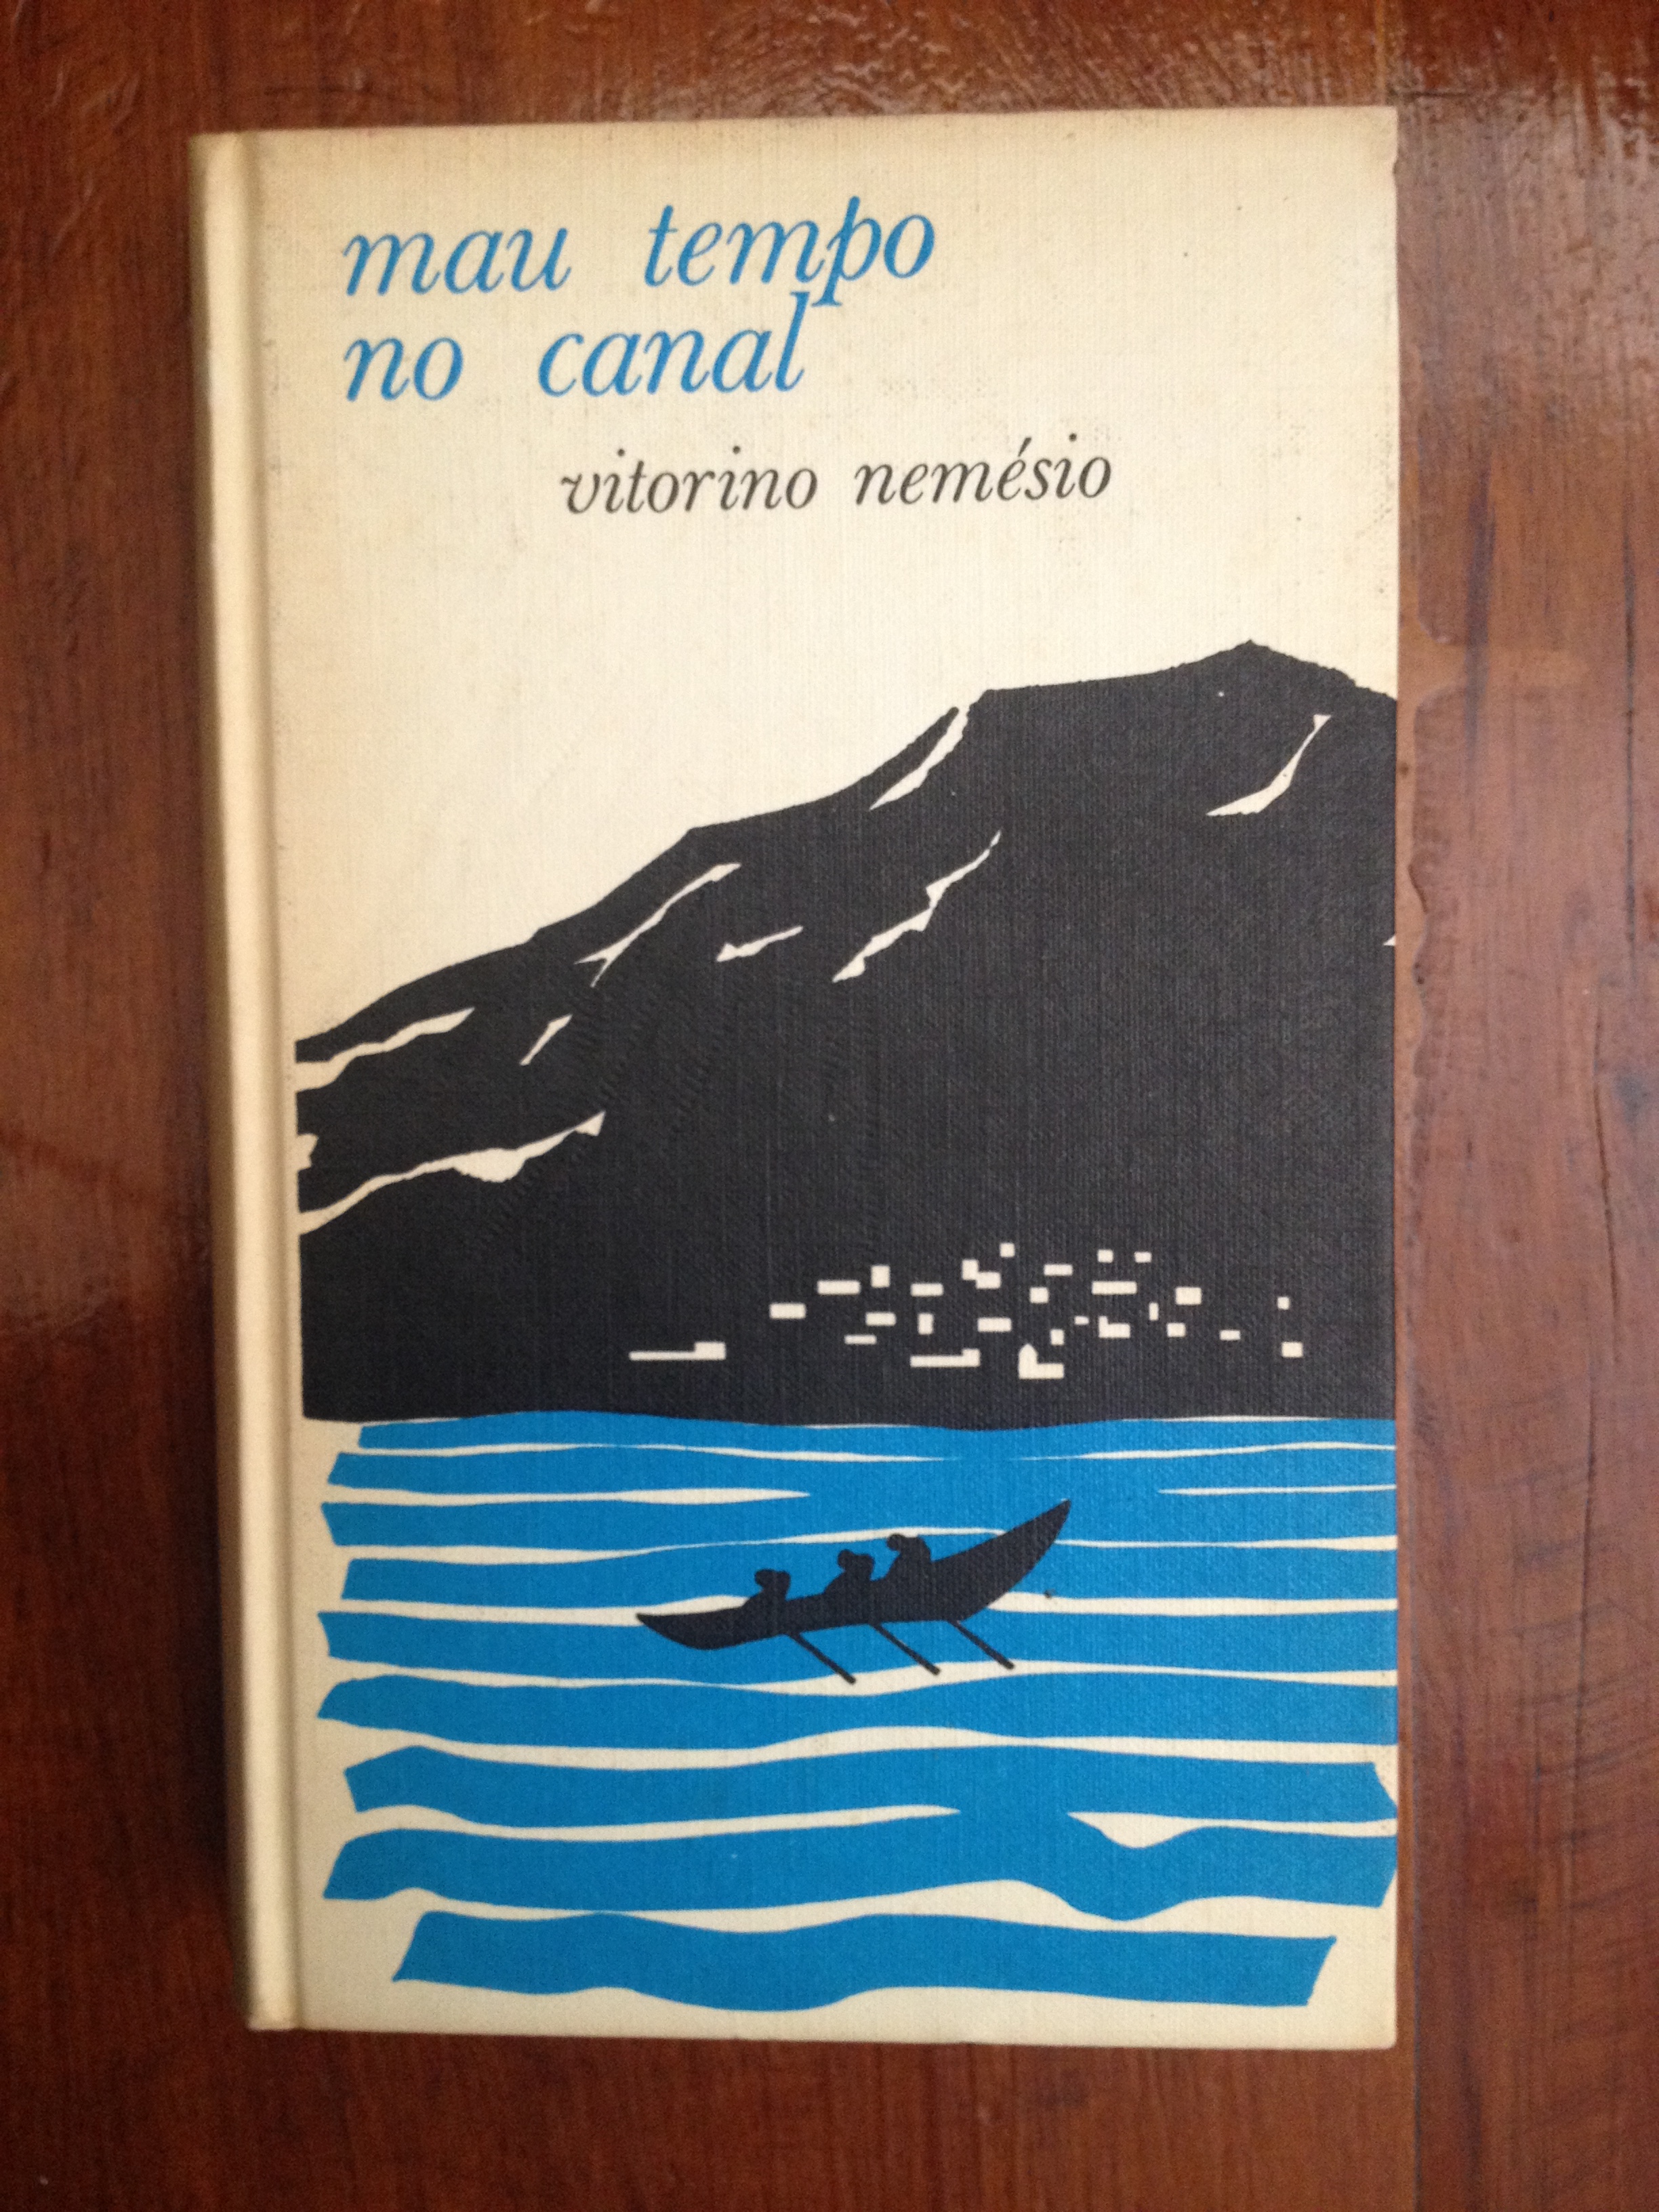 mau tempo
no canal
vitorino nemésio